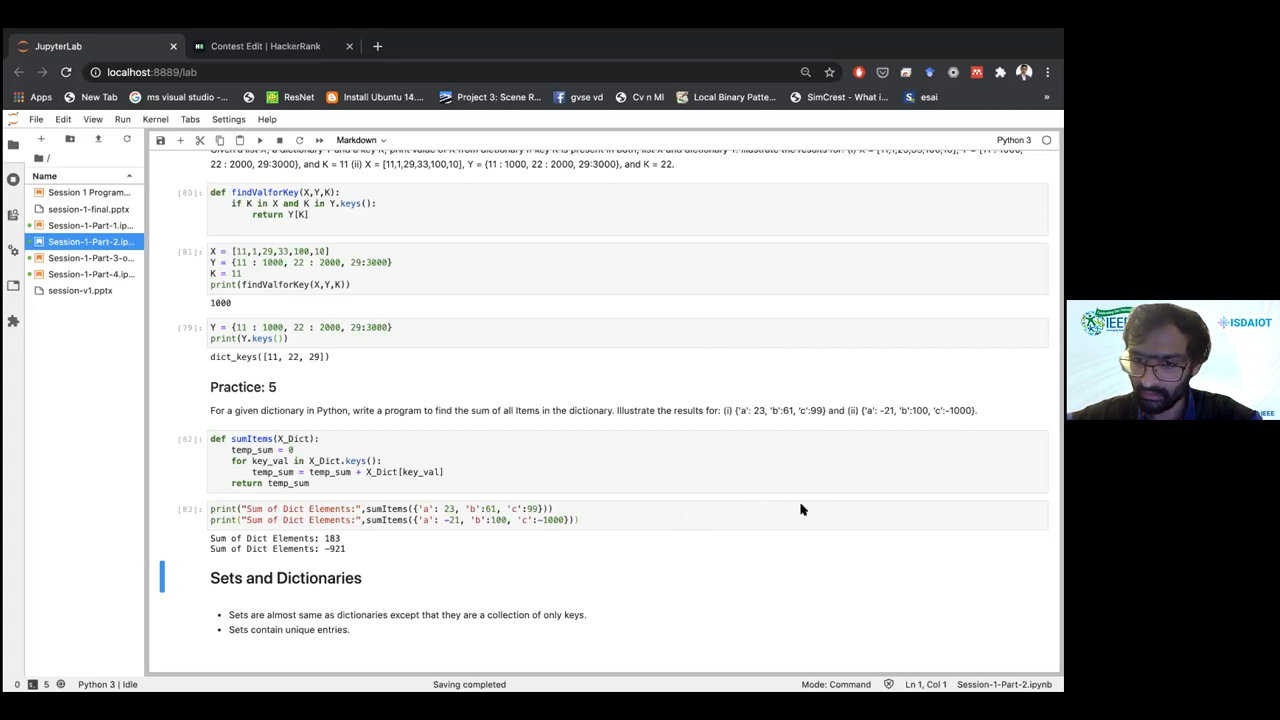 JupyterLab
Contest Edit | HackerRank
localhost:8889/lab
Apps
New Tab
ms visual studio -...
ResNet
Install Ubuntu 14....
Project 3: Scene R...
gvse vd
Cv n Ml
Local Binary Patte...
SimCrest - What i...
esai
File Edit View Run Kernel Tabs Settings Help
Markdown
Python 3
/
Name
Session 1 Program...
session-1-final.pptx
Session-1-Part-1.ip...
Session-1-Part-2.ip...
Session-1-Part-3-o...
Session-1-Part-4.ip...
session-v1.pptx
22 : 2000, 29:3000}, and K = 11 (ii) X = [11,1,29,33,100,10], Y = {11 : 1000, 22 : 2000, 29:3000}, and K = 22.
[80]: def findValforKey(X,Y,K):
if K in X and K in Y.keys():
return Y[K]
[81]: X = [11,1,29,33,100,10]
Y = {11 : 1000, 22 : 2000, 29:3000}
K = 11
print(findValforKey(X,Y,K))
1000
[79]: Y = {11 : 1000, 22 : 2000, 29:3000}
print(Y.keys())
dict_keys([11, 22, 29])
Practice: 5
For a given dictionary in Python, write a program to find the sum of all Items in the dictionary. Illustrate the results for: (i) {'a': 23, 'b':61, 'c':99} and (ii) {'a': -21, 'b':100, 'c':-1000}.
[82]: def sumItems(X_Dict):
temp_sum = 0
for key_val in X_Dict.keys():
temp_sum = temp_sum + X_Dict[key_val]
return temp_sum
[83]: print("Sum of Dict Elements:",sumItems({'a': 23, 'b':61, 'c':99}))
print("Sum of Dict Elements:",sumItems({'a': -21, 'b':100, 'c':-1000}))
Sum of Dict Elements: 183
Sum of Dict Elements: -921
Sets and Dictionaries
• Sets are almost same as dictionaries except that they are a collection of only keys.
• Sets contain unique entries.
0 5 Python 3 | Idle
Saving completed
Mode: Command
Ln 1, Col 1
Session-1-Part-2.ipynb
IEEE
ISDAIOT
IEEE